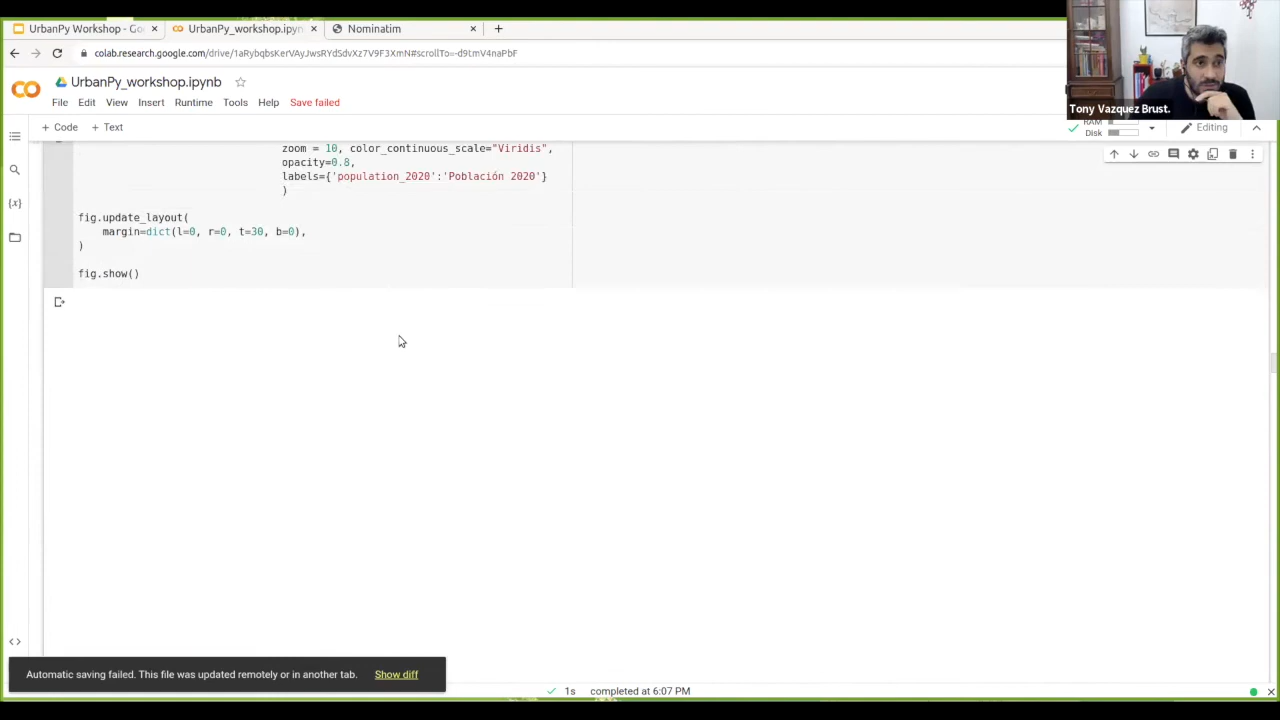 UrbanPy Workshop - Go
UrbanPy_workshop.ipyn
Nominatim
colab.research.google.com/drive/1aRybqbsKerVAyJwsRYdSdvXz7V9F3XmN#scrollTo=-d9tmV4naPbF
UrbanPy_workshop.ipynb
File Edit View Insert Runtime Tools Help Save failed
Tony Vazquez Brust.
+ Code + Text
RAM
Disk
Editing
zoom = 10, color_continuous_scale="Viridis",
opacity=0.8,
labels={'population_2020':'Población 2020'}
)
fig.update_layout(
margin=dict(l=0, r=0, t=30, b=0),
)
fig.show()
Automatic saving failed. This file was updated remotely or in another tab. Show diff
1s completed at 6:07 PM